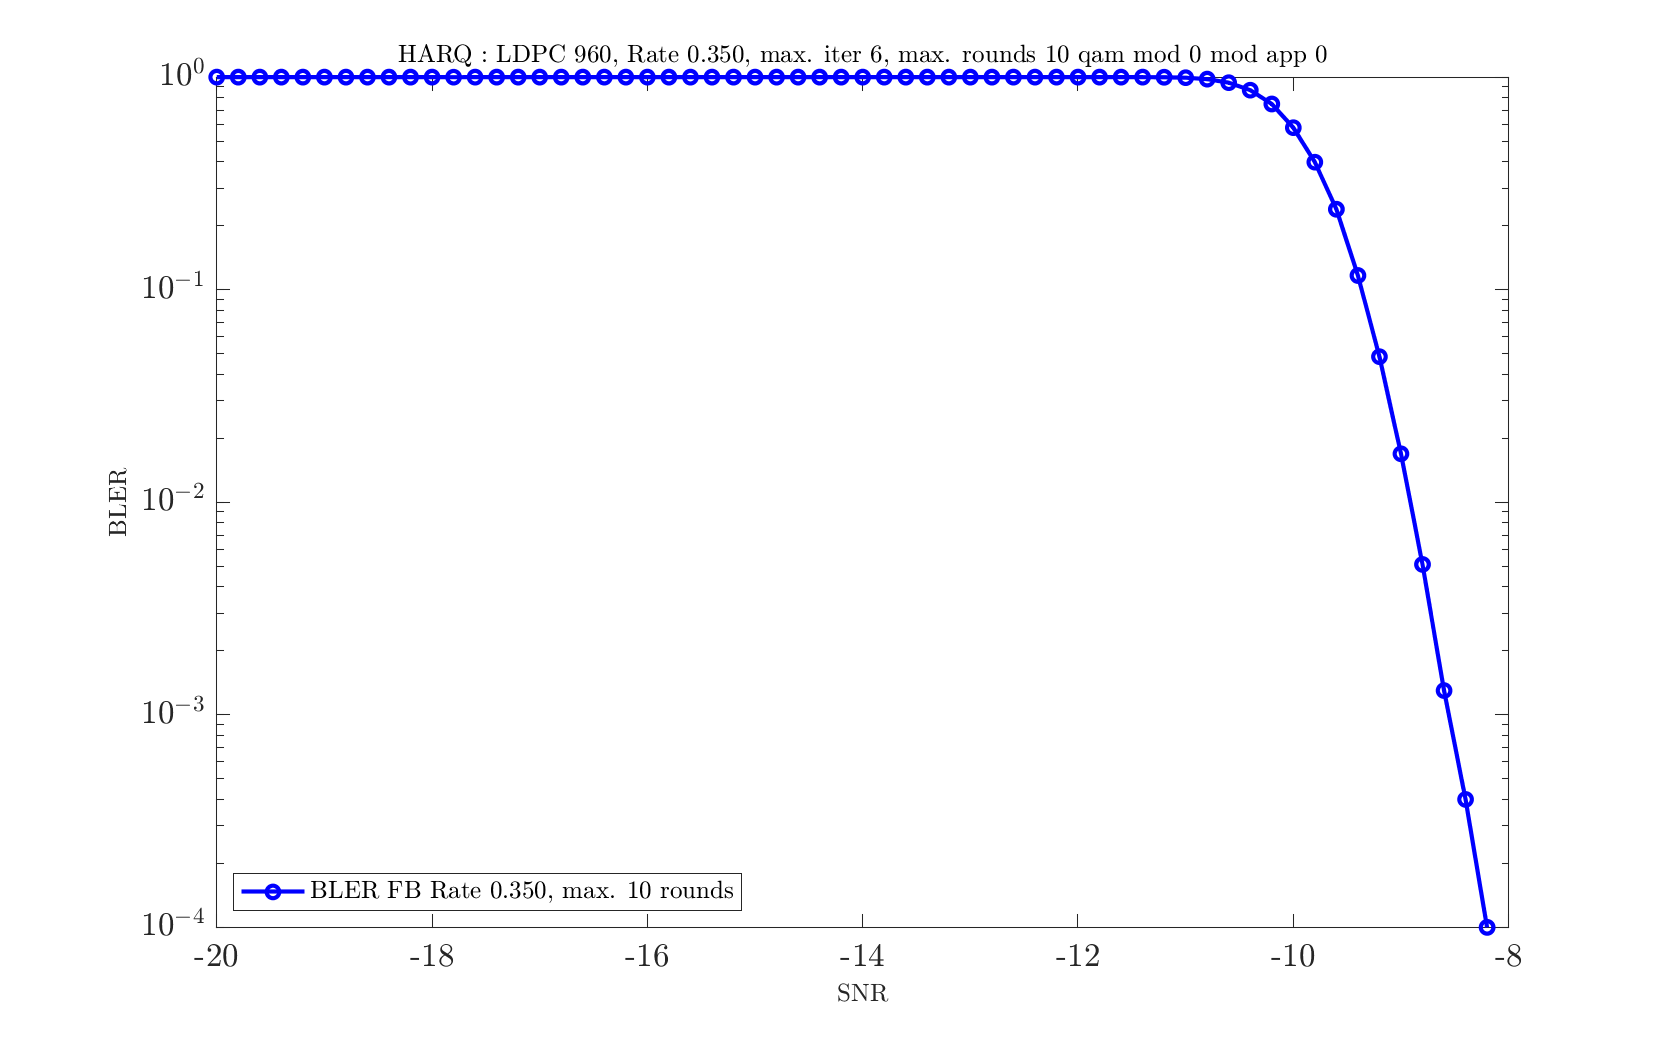 HARQ : LDPC 960, Rate 0.350, max. iter 6, max. rounds 10 qam mod 0 mod app 0
10^0
10^-1
10^-2
10^-3
10^-4
BLER
BLER FB Rate 0.350, max. 10 rounds
-20 -18 -16 -14 -12 -10 -8
SNR